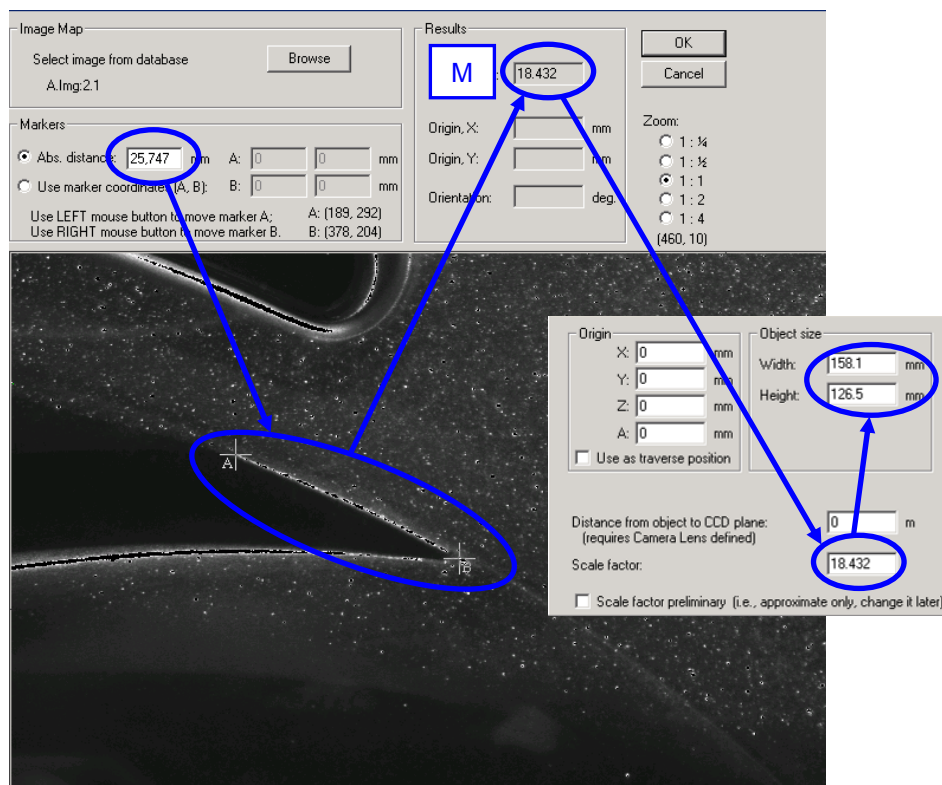 Image Map
Select image from database
Browse
A.Img:2.1
Markers
Abs. distance: 25,747 mm A: 0 0 mm
Use marker coordinates (A, B): B: 0 0 mm
Use LEFT mouse button to move marker A; A: (189, 292)
Use RIGHT mouse button to move marker B. B: (378, 204)
Results
M : 18.432
Origin, X: mm
Origin, Y: mm
Orientation: deg.
OK
Cancel
Zoom:
1 : ¼
1 : ½
1 : 1
1 : 2
1 : 4
(460, 10)
A
B
Origin
X: 0 mm
Y: 0 mm
Z: 0 mm
A: 0 mm
Use as traverse position
Object size
Width: 158.1 mm
Height: 126.5 mm
Distance from object to CCD plane: 0 m
(requires Camera Lens defined)
Scale factor: 18.432
Scale factor preliminary (i.e., approximate only, change it later)